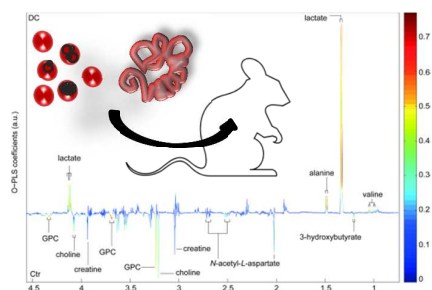 DC
lactate
O-PLS coefficients (a.u.)
lactate
alanine
valine
GPC
GPC
3-hydroxybutyrate
choline
creatine
creatine
N-acetyl-L-aspartate
GPC
choline
Ctr
4.5
4
3.5
3
2.5
2
1.5
1
0.7
0.6
0.5
0.4
0.3
0.2
0.1
0